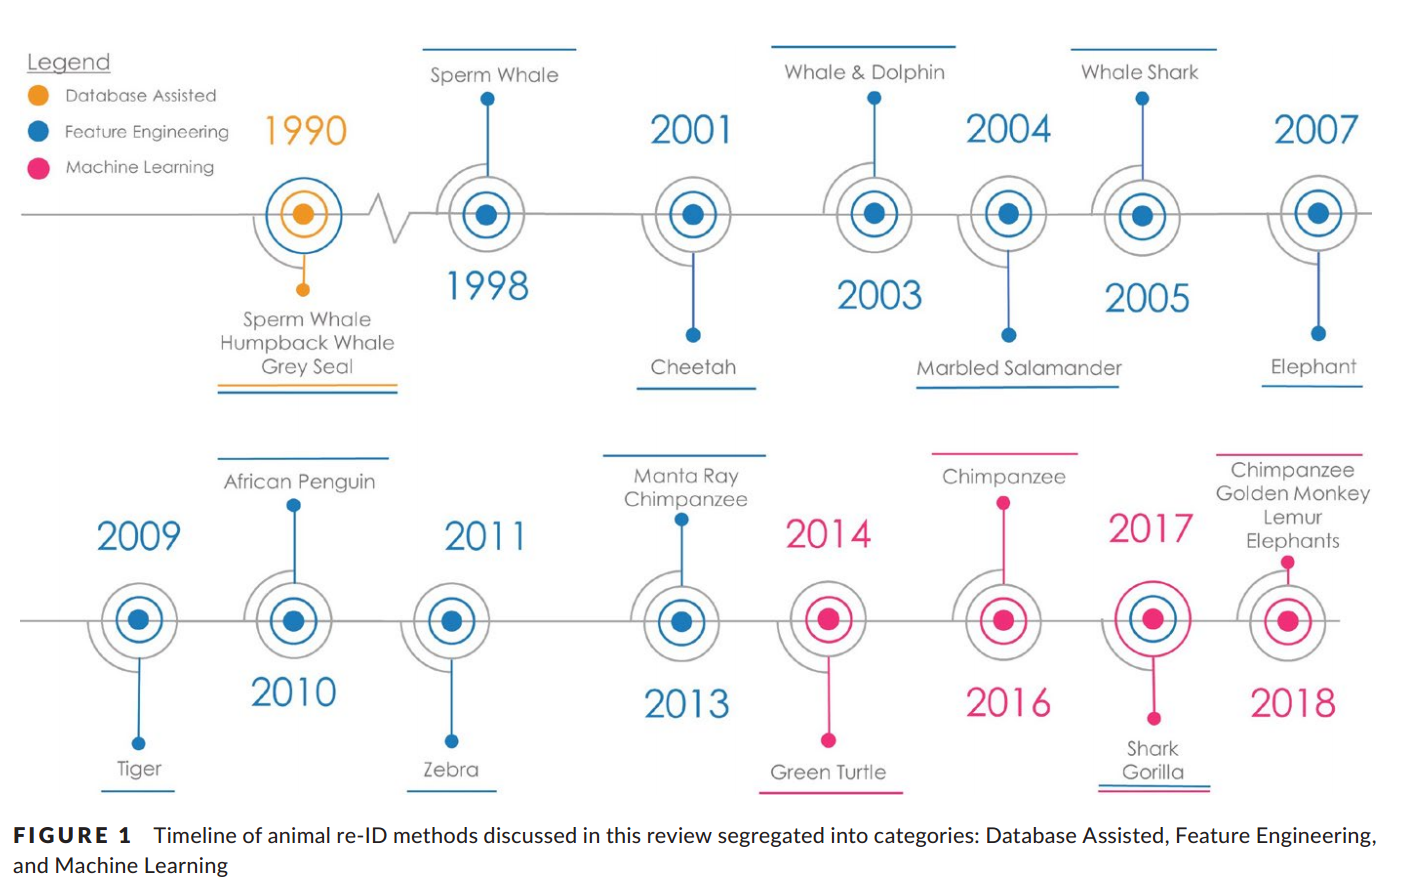 Legend
Database Assisted
Feature Engineering
Machine Learning
1990
Sperm Whale
Humpback Whale
Grey Seal
Sperm Whale
1998
2001
Cheetah
Whale & Dolphin
2003
2004
Marbled Salamander
Whale Shark
2005
2007
Elephant
2009
Tiger
African Penguin
2010
2011
Zebra
Manta Ray
Chimpanzee
2013
2014
Green Turtle
Chimpanzee
2016
2017
Shark
Gorilla
Chimpanzee
Golden Monkey
Lemur
Elephants
2018
FIGURE 1 Timeline of animal re-ID methods discussed in this review segregated into categories: Database Assisted, Feature Engineering,
and Machine Learning